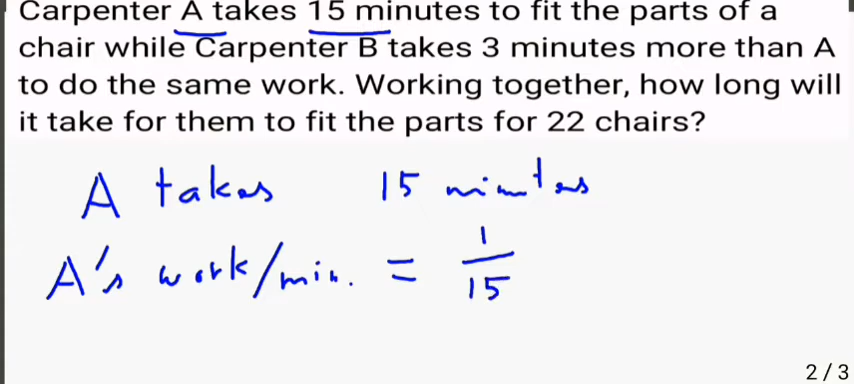 Carpenter A takes 15 minutes to fit the parts of a
chair while Carpenter B takes 3 minutes more than A
to do the same work. Working together, how long will
it take for them to fit the parts for 22 chairs?
A takes 15 minutes
A's work/min. = 1/15
2 / 3